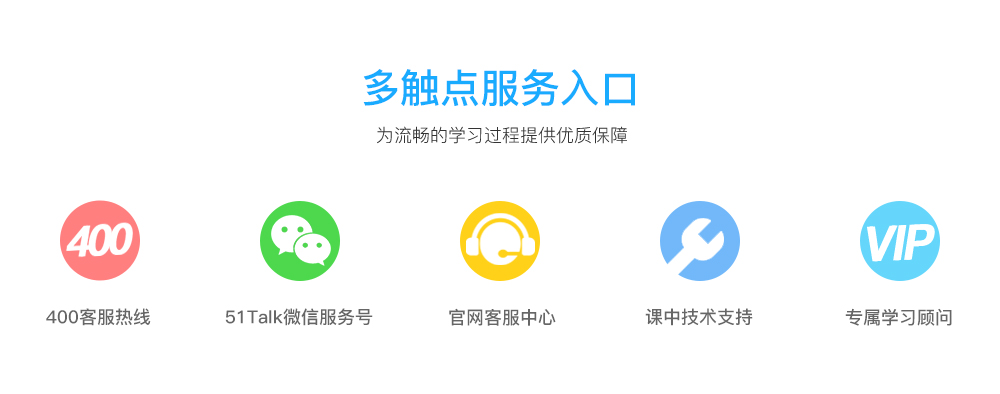 多触点服务入口
为流畅的学习过程提供优质保障
400
VIP
400客服热线
51Talk微信服务号
官网客服中心
课中技术支持
专属学习顾问